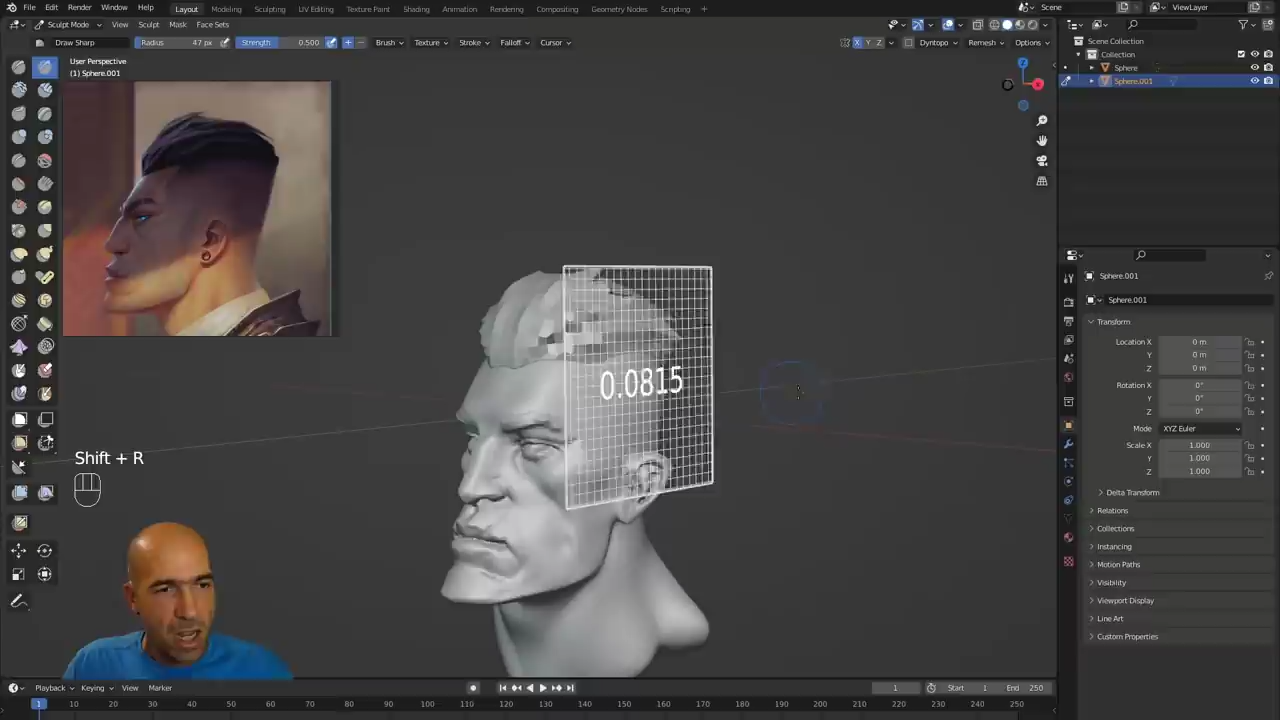 File Edit Render Window Help Layout Modeling Sculpting UV Editing Texture Paint Shading Animation Rendering Compositing Geometry Nodes Scripting + Scene ViewLayer
Sculpt Mode View Sculpt Mask Face Sets
Draw Sharp Radius 47 px Strength 0.500 + Brush Texture Stroke Falloff Cursor X Y Z Dyntopo Remesh Options
User Perspective
(1) Sphere.001
Z
Scene Collection
Collection
Sphere
Sphere.001
Sphere.001
Sphere.001
Transform
Location X 0 m
Y 0 m
Z 0 m
Rotation X 0°
Y 0°
Z 0°
Mode XYZ Euler
Scale X 1.000
Y 1.000
Z 1.000
Delta Transform
Relations
Collections
Instancing
Motion Paths
Visibility
Viewport Display
Line Art
Custom Properties
0.0815
Shift + R
Playback Keying View Marker 1 Start 1 End 250
1 10 20 30 40 50 60 70 80 90 100 110 120 130 140 150 160 170 180 190 200 210 220 230 240 250